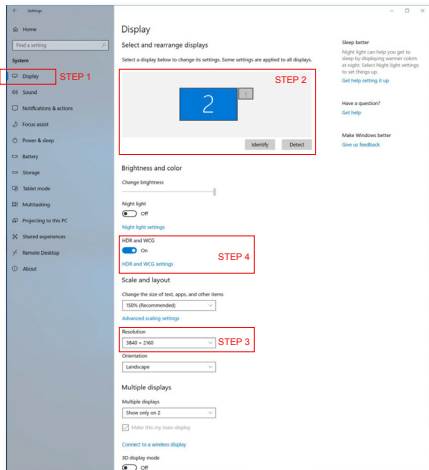 Settings
Home
Find a setting
System
Display
STEP 1
Sound
Notifications & actions
Focus assist
Power & sleep
Battery
Storage
Tablet mode
Multitasking
Projecting to this PC
Shared experiences
Remote Desktop
About
Display
Select and rearrange displays
Select a display below to change its settings. Some settings are applied to all displays.
STEP 2
2
1
Identify
Detect
Brightness and color
Change brightness
Night light
Off
Night light settings
HDR and WCG
On
HDR and WCG settings
STEP 4
Scale and layout
Change the size of text, apps, and other items
150% (Recommended)
Advanced scaling settings
Resolution
3840 × 2160
STEP 3
Orientation
Landscape
Multiple displays
Multiple displays
Show only on 2
Make this my main display
Connect to a wireless display
3D display mode
Off
Sleep better
Night light can help you get to
sleep by displaying warmer colors
at night. Select Night light settings
to set things up.
Get help setting it up
Have a question?
Get help
Make Windows better
Give us feedback